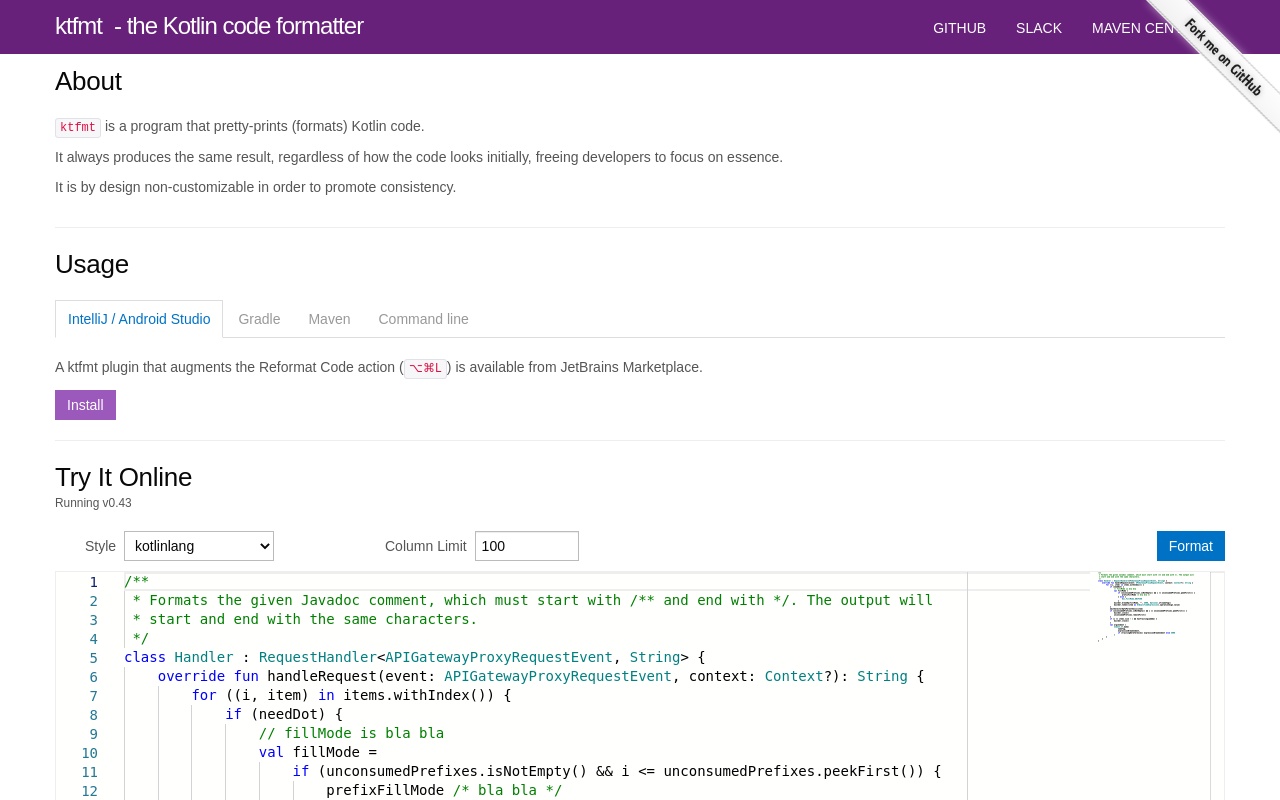 ktfmt - the Kotlin code formatter
GITHUB
SLACK
MAVEN CEN
Fork me on GitHub
About
ktfmt is a program that pretty-prints (formats) Kotlin code.
It always produces the same result, regardless of how the code looks initially, freeing developers to focus on essence.
It is by design non-customizable in order to promote consistency.
Usage
IntelliJ / Android Studio
Gradle
Maven
Command line
A ktfmt plugin that augments the Reformat Code action (⌥⌘L) is available from JetBrains Marketplace.
Install
Try It Online
Running v0.43
Style
kotlinlang
Column Limit
100
Format
1 /**
2 * Formats the given Javadoc comment, which must start with /** and end with */. The output will
3 * start and end with the same characters.
4 */
5 class Handler : RequestHandler<APIGatewayProxyRequestEvent, String> {
6 override fun handleRequest(event: APIGatewayProxyRequestEvent, context: Context?): String {
7 for ((i, item) in items.withIndex()) {
8 if (needDot) {
9 // fillMode is bla bla
10 val fillMode =
11 if (unconsumedPrefixes.isNotEmpty() && i <= unconsumedPrefixes.peekFirst()) {
12 prefixFillMode /* bla bla */